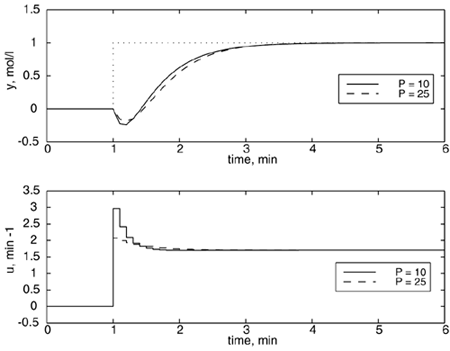 1.5
1
0.5
0
-0.5
y, mol/l
P = 10
P = 25
0 1 2 3 4 5 6
time, min
3.5
3
2.5
2
1.5
1
0.5
0
-0.5
u, min -1
P = 10
P = 25
0 1 2 3 4 5 6
time, min